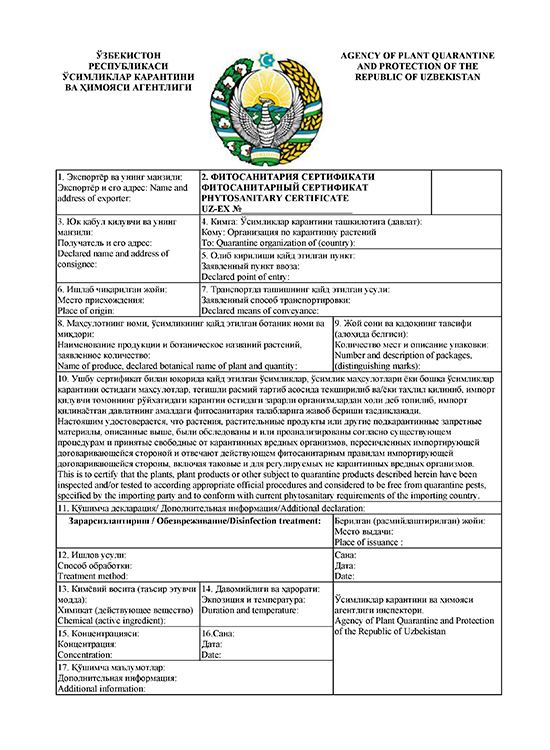 ЎЗБЕКИСТОН
РЕСПУБЛИКАСИ
ЎСИМЛИКЛАР КАРАНТИНИ
ВА ҲИМОЯСИ АГЕНТЛИГИ
AGENCY OF PLANT QUARANTINE
AND PROTECTION OF THE
REPUBLIC OF UZBEKISTAN
1. Экспортёр ва унинг манзили:
Экспортёр и его адрес: Name and
address of exporter:
2. ФИТОСАНИТАРИЯ СЕРТИФИКАТИ
ФИТОСАНИТАРНЫЙ СЕРТИФИКАТ
PHYTOSANITARY CERTIFICATE
UZ-EX №
3. Юк қабул қилувчи ва унинг
манзили:
Получатель и его адрес:
Declared name and address of
consignee:
4. Кимга: Ўсимликлар карантини ташкилотига (давлат):
Кому: Организация по карантину растений
To: Quarantine organization of (country):
5. Олиб кирилиши қайд этилган пункт:
Заявленный пункт ввоза:
Declared point of entry:
6. Ишлаб чиқарилган жойи:
Место присхождения:
Place of origin:
7. Транспортда ташишнинг қайд этилган усули:
Заявленный способ транспортировки:
Declared means of conveyance:
8. Маҳсулотнинг номи, ўсимликнинг қайд этилган ботаник номи ва
миқдори:
Наименование продукции и ботаническое название растений,
заявленное количество:
Name of produce, declared botanical name of plant and quantity:
9. Жой сони ва қадоқнинг тавсифи
(алоҳида белгиси):
Количество мест и описание упаковки:
Number and description of packages,
(distinguishing marks):
10. Ушбу сертификат билан юқорида қайд этилган ўсимликлар, ўсимлик маҳсулотлари ёки бошқа ўсимликлар
карантини остидаги маҳсулотлар, тегишли расмий тартиб асосида текширилиб ва/ёки таҳлил қилиниб, импорт
қилувчи томоннинг рўйхатидаги карантин остидаги зарарли организмлардан холи деб топилиб, импорт
қилинаётган давлатнинг амалдаги фитосанитария талабларига жавоб бериши тасдиқланади.
Настоящим удостоверяется, что растения, растительные продукты или другие подкарантинные запретные
материалы, описанные выше, были обследованы и или проанализированы согласно существующем
процедурам и принятые свободные от карантинных вредных организмов, пересчилинных импортирующей
договаривающейся стороной и отвечают действующем фитосанитарным правилам импортирующей
договаривающейся стороны, включая таковые и для регулируемых не карантинных вредных организмов.
This is to certify that the plants, plant products or other subject to quarantine products described herein have been
inspected and/or tested to according appropriate official procedures and considered to be free from quarantine pests,
specified by the importing party and to conform with current phytosanitary requirements of the importing country.
11. Қўшимча декларация/ Дополнительная информация/Additional declaration:
Зарарсизлантириш / Обезвреживание/Disinfection treatment:
Берилган (расмийлаштирилган) жойи:
Место выдачи:
Place of issuance :
12. Ишлов усули:
Способ обработки:
Treatment method:
Сана:
Дата:
Date:
13. Кимёвий восита (таъсир этувчи
модда):
Химикат (действующее вещество)
Chemical (active ingredient):
14. Давомийлиги ва ҳарорати:
Экпозиция и температура:
Duration and temperature:
Ўсимликлар карантини ва ҳимояси
агентлиги инспектори.
Agency of Plant Quarantine and Protection
of the Republic of Uzbekistan
15. Концентрацияси:
Концентрация:
Concentration:
16.Сана:
Дата:
Date:
17. Қўшимча маълумотлар:
Дополнительная информация:
Additional information: